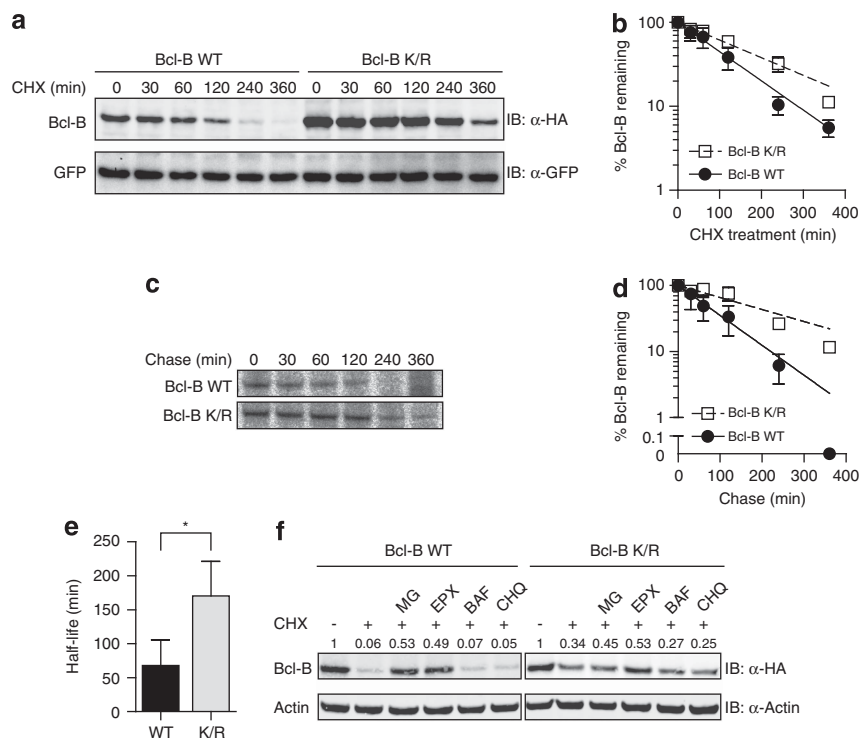 a
Bcl-B WT Bcl-B K/R
CHX (min) 0 30 60 120 240 360 0 30 60 120 240 360
Bcl-B IB: α-HA
GFP IB: α-GFP
b
% Bcl-B remaining
100
10
1
Bcl-B K/R
Bcl-B WT
0 100 200 300 400
CHX treatment (min)
c
Chase (min) 0 30 60 120 240 360
Bcl-B WT
Bcl-B K/R
d
% Bcl-B remaining
100
10
1
0.1
0
Bcl-B K/R
Bcl-B WT
0 100 200 300 400
Chase (min)
e
Half-life (min)
250
200
150
100
50
0
*
WT K/R
f
Bcl-B WT Bcl-B K/R
MG EPX BAF CHQ MG EPX BAF CHQ
CHX - + + + + + - + + + + +
1 0.06 0.53 0.49 0.07 0.05 1 0.34 0.45 0.53 0.27 0.25
Bcl-B IB: α-HA
Actin IB: α-Actin